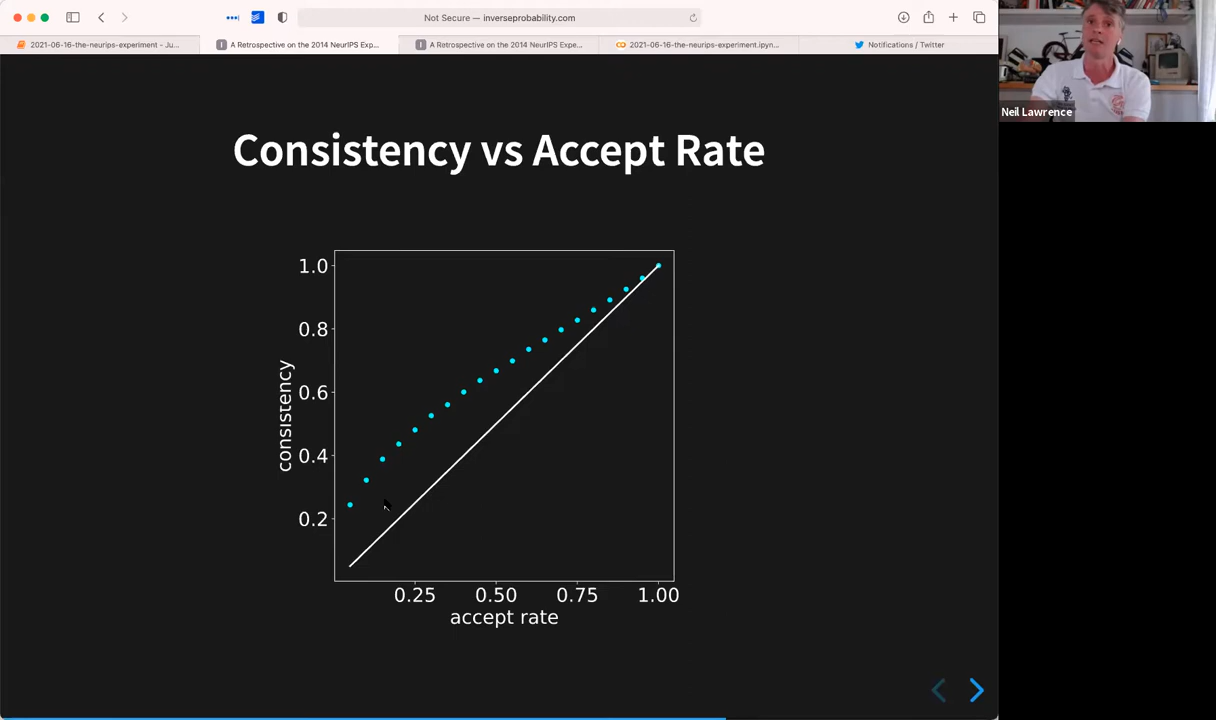 Not Secure — inverseprobability.com
2021-06-16-the-neurips-experiment - Ju...
A Retrospective on the 2014 NeurIPS Exp...
A Retrospective on the 2014 NeurIPS Expe...
2021-06-16-the-neurips-experiment.ipyn...
Notifications / Twitter
Neil Lawrence
Consistency vs Accept Rate
1.0
0.8
0.6
0.4
0.2
consistency
0.25 0.50 0.75 1.00
accept rate